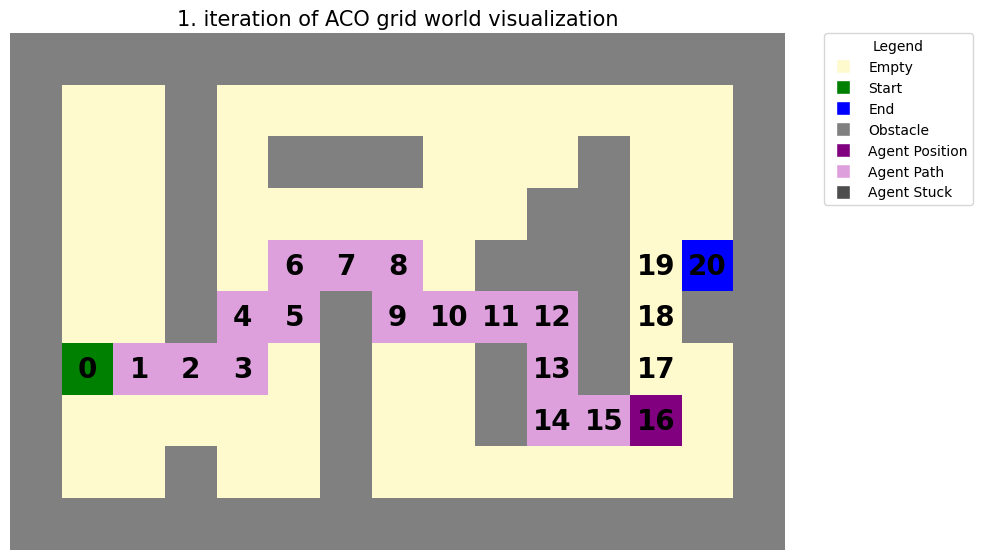 1. iteration of ACO grid world visualization
Legend
Empty
Start
End
Obstacle
Agent Position
Agent Path
Agent Stuck
6 7 8 19 20
4 5 9 10 11 12 18
0 1 2 3 13 17
14 15 16